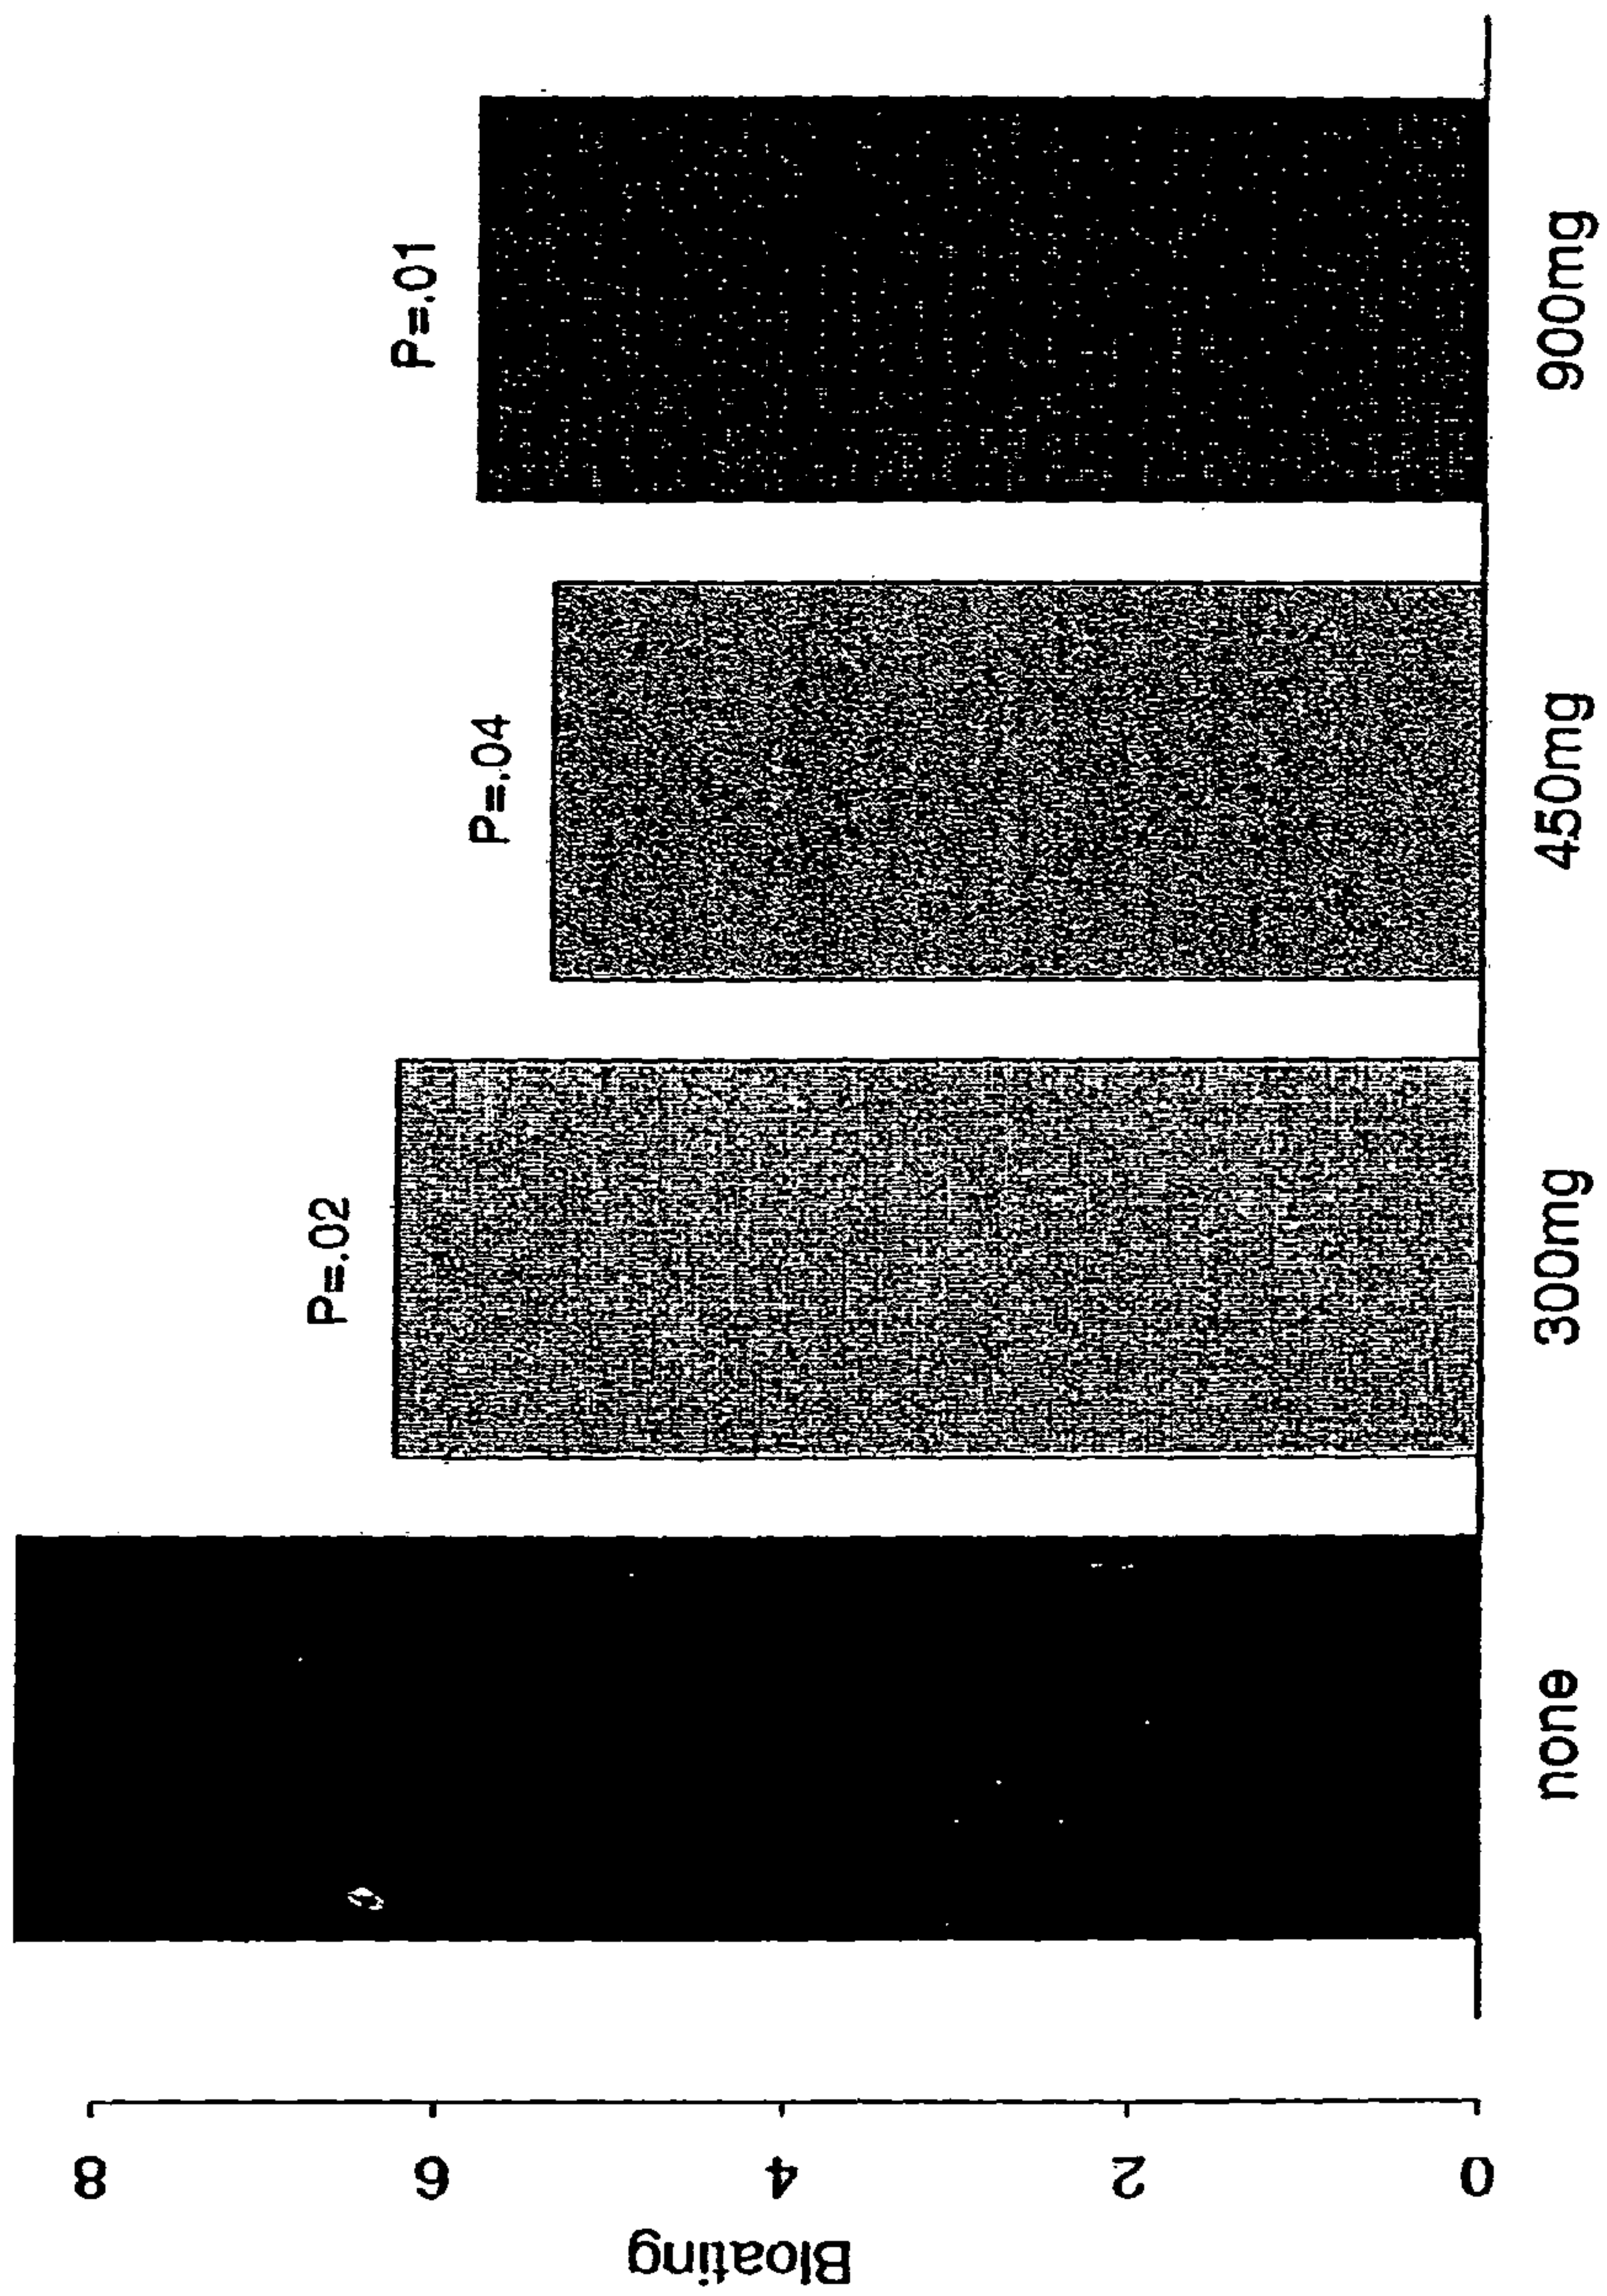 Bloating
8
6
4
2
0
P=.02
P=.04
P=.01
none
300mg
450mg
900mg